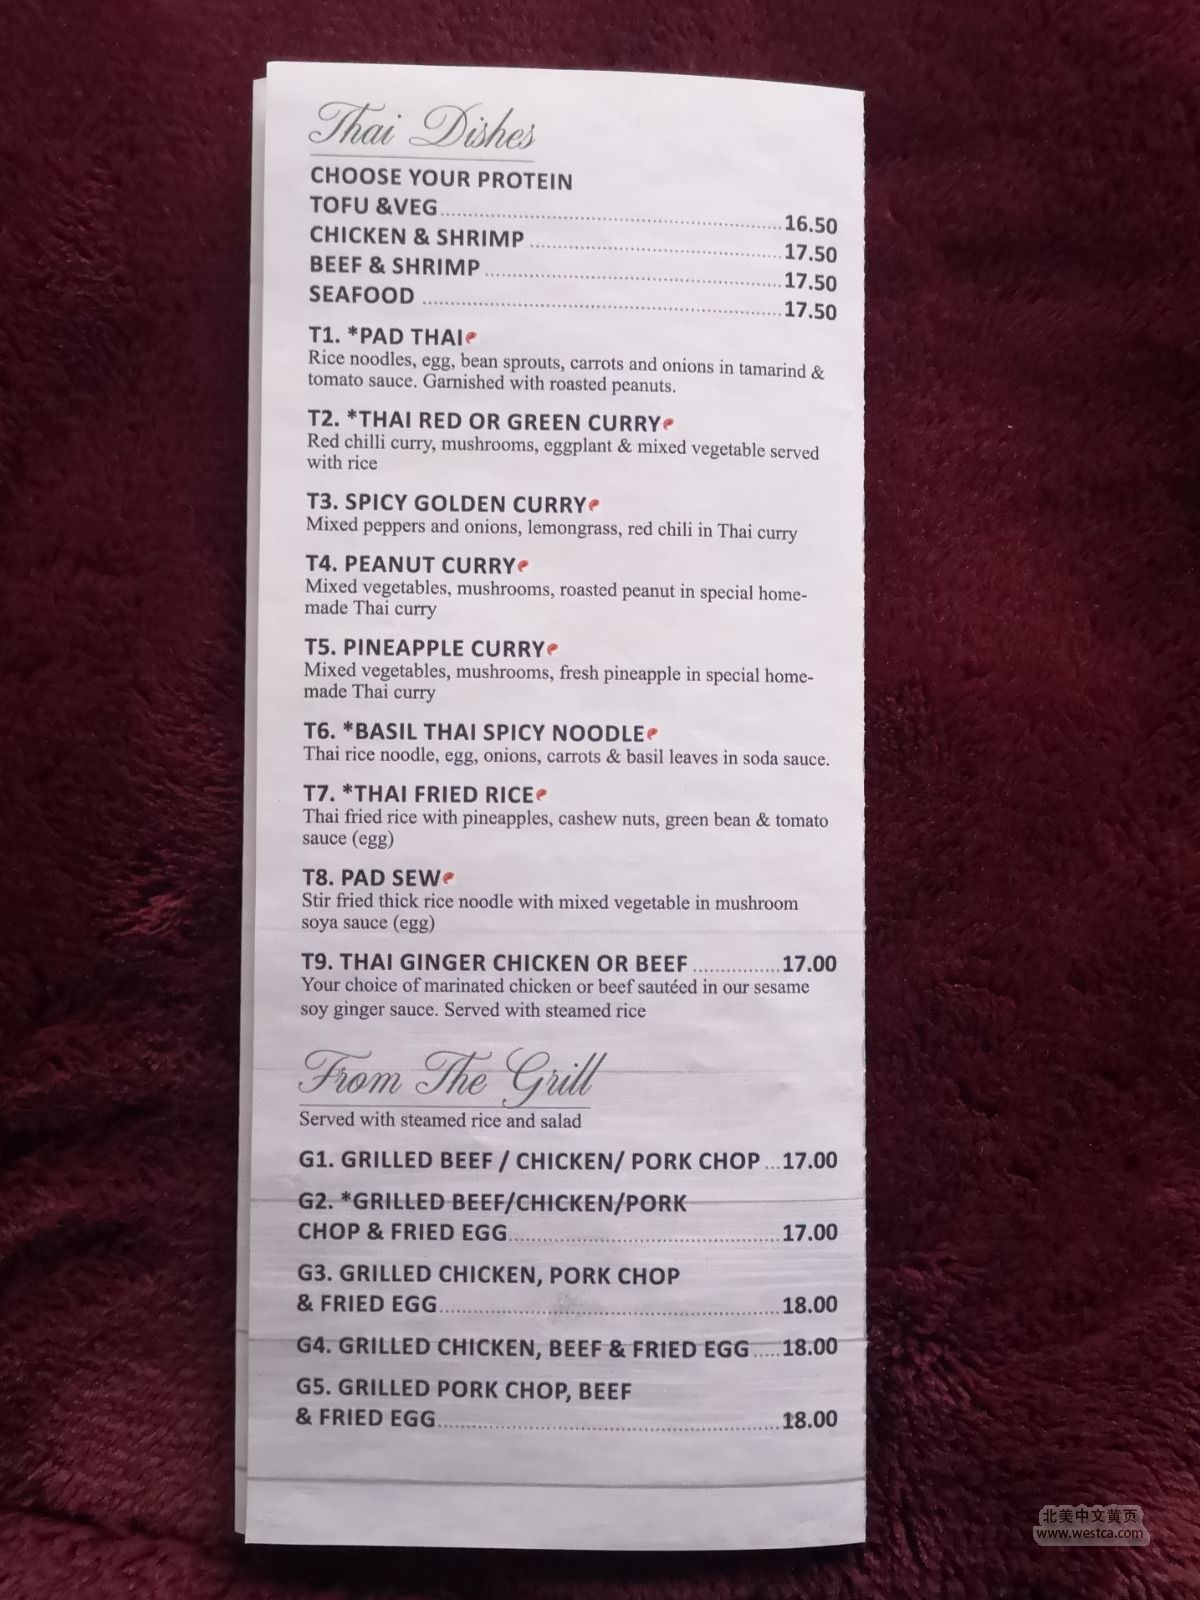 Thai Dishes
CHOOSE YOUR PROTEIN
TOFU &VEG 16.50
CHICKEN & SHRIMP 17.50
BEEF & SHRIMP 17.50
SEAFOOD 17.50
T1. *PAD THAI
Rice noodles, egg, bean sprouts, carrots and onions in tamarind &
tomato sauce. Garnished with roasted peanuts.
T2. *THAI RED OR GREEN CURRY
Red chilli curry, mushrooms, eggplant & mixed vegetable served
with rice
T3. SPICY GOLDEN CURRY
Mixed peppers and onions, lemongrass, red chili in Thai curry
T4. PEANUT CURRY
Mixed vegetables, mushrooms, roasted peanut in special home-
made Thai curry
T5. PINEAPPLE CURRY
Mixed vegetables, mushrooms, fresh pineapple in special home-
made Thai curry
T6. *BASIL THAI SPICY NOODLE
Thai rice noodle, egg, onions, carrots & basil leaves in soda sauce.
T7. *THAI FRIED RICE
Thai fried rice with pineapples, cashew nuts, green bean & tomato
sauce (egg)
T8. PAD SEW
Stir fried thick rice noodle with mixed vegetable in mushroom
soya sauce (egg)
T9. THAI GINGER CHICKEN OR BEEF 17.00
Your choice of marinated chicken or beef sautéed in our sesame
soy ginger sauce. Served with steamed rice
From The Grill
Served with steamed rice and salad
G1. GRILLED BEEF / CHICKEN/ PORK CHOP 17.00
G2. *GRILLED BEEF/CHICKEN/PORK
CHOP & FRIED EGG 17.00
G3. GRILLED CHICKEN, PORK CHOP
& FRIED EGG 18.00
G4. GRILLED CHICKEN, BEEF & FRIED EGG 18.00
G5. GRILLED PORK CHOP, BEEF
& FRIED EGG 18.00
北美中文黄页
www.westca.com